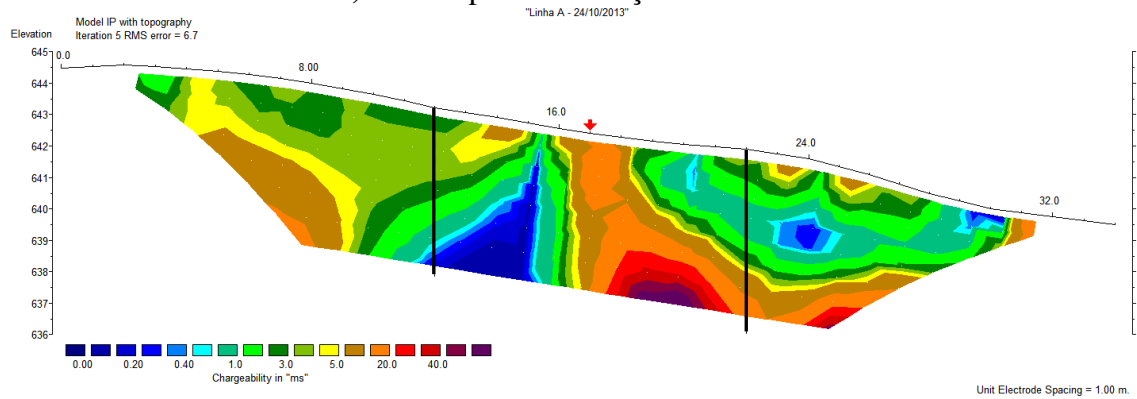 "Linha A - 24/10/2013"
Model IP with topography
Elevation Iteration 5 RMS error = 6.7
645
644
643
642
641
640
639
638
637
636
0.0
8.00
16.0
24.0
32.0
0.00 0.20 0.40 1.0 3.0 5.0 20.0 40.0
Chargeability in "ms"
Unit Electrode Spacing = 1.00 m.